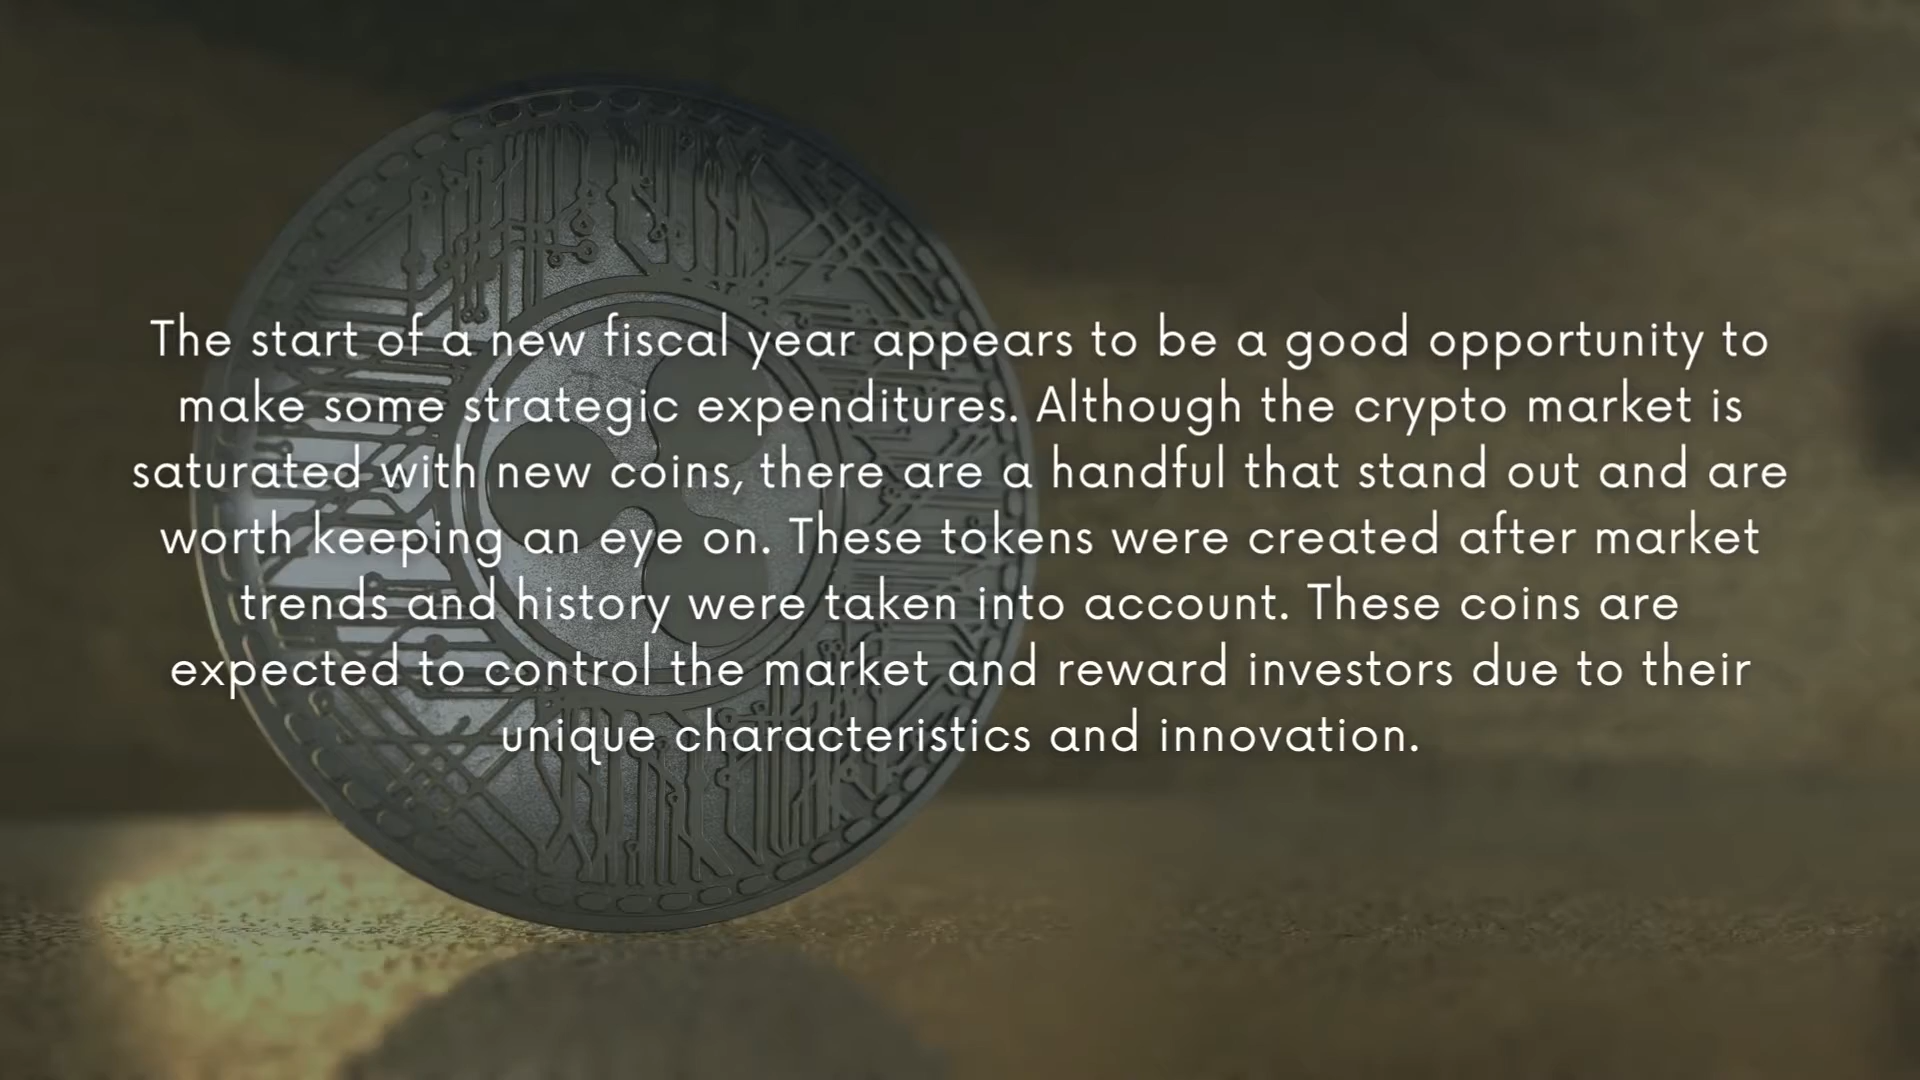 The start of a new fiscal year appears to be a good opportunity to
make some strategic expenditures. Although the crypto market is
saturated with new coins, there are a handful that stand out and are
worth keeping an eye on. These tokens were created after market
trends and history were taken into account. These coins are
expected to control the market and reward investors due to their
unique characteristics and innovation.